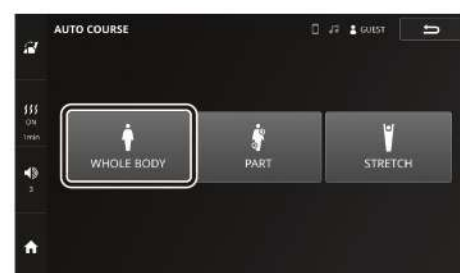 AUTO COURSE
GUEST
ON
1min
3
WHOLE BODY
PART
STRETCH